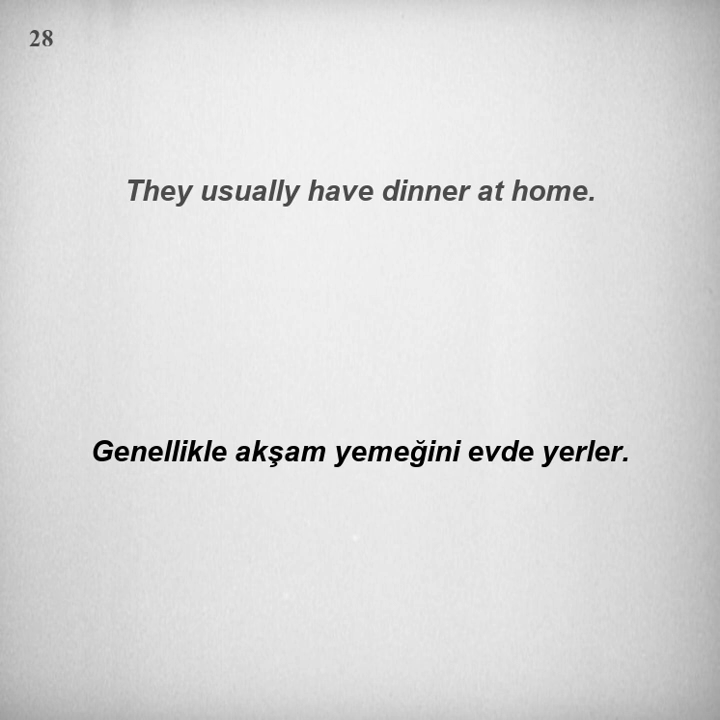 28
They usually have dinner at home.
Genellikle akşam yemeğini evde yerler.